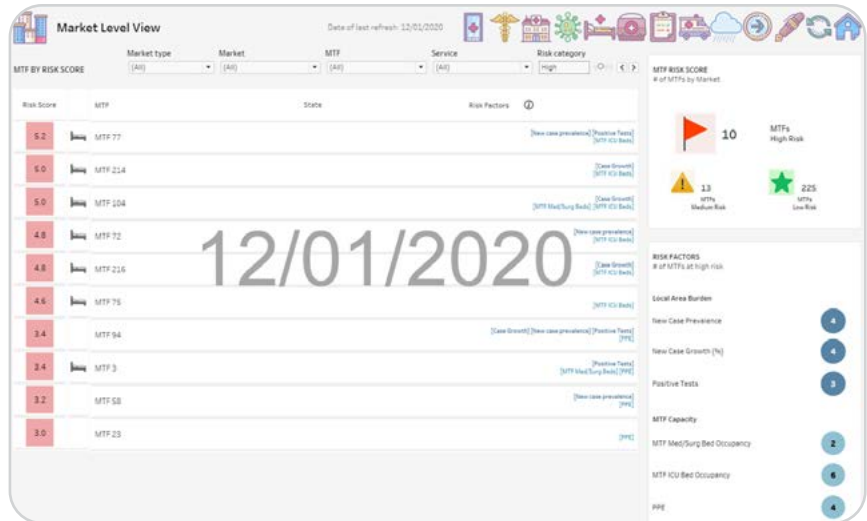 Market Level View
Date of last refresh: 12/01/2020
Market type Market MTF Service Risk category
MTF BY RISK SCORE
(All) (All) (All) (All) High
Risk Score MTF State Risk Factors
5.2 MTF 77 [New case prevalence] [Positive Tests]
[MTF ICU Beds]
5.0 MTF 214 [Case Growth]
[MTF ICU Beds]
5.0 MTF 104 [Case Growth]
[MTF Med/Surg Beds] [MTF ICU Beds]
4.8 MTF 72 [New case prevalence]
[MTF ICU Beds]
4.8 MTF 216 [Case Growth]
[MTF ICU Beds]
4.6 MTF 75 [MTF ICU Beds]
3.4 MTF 94 [Case Growth] [New case prevalence] [Positive Tests]
[PPE]
3.4 MTF 3 [Positive Tests]
[MTF Med/Surg Beds] [PPE]
3.2 MTF 58 [New case prevalence]
[PPE]
3.0 MTF 23 [PPE]
12/01/2020
MTF RISK SCORE
# of MTFs by Market
10 MTFs
High Risk
13
MTFs
Medium Risk
225
MTFs
Low Risk
RISK FACTORS
# of MTFs at high risk
Local Area Burden
New Case Prevalence 4
New Case Growth (%) 4
Positive Tests 3
MTF Capacity
MTF Med/Surg Bed Occupancy 2
MTF ICU Bed Occupancy 6
PPE 4